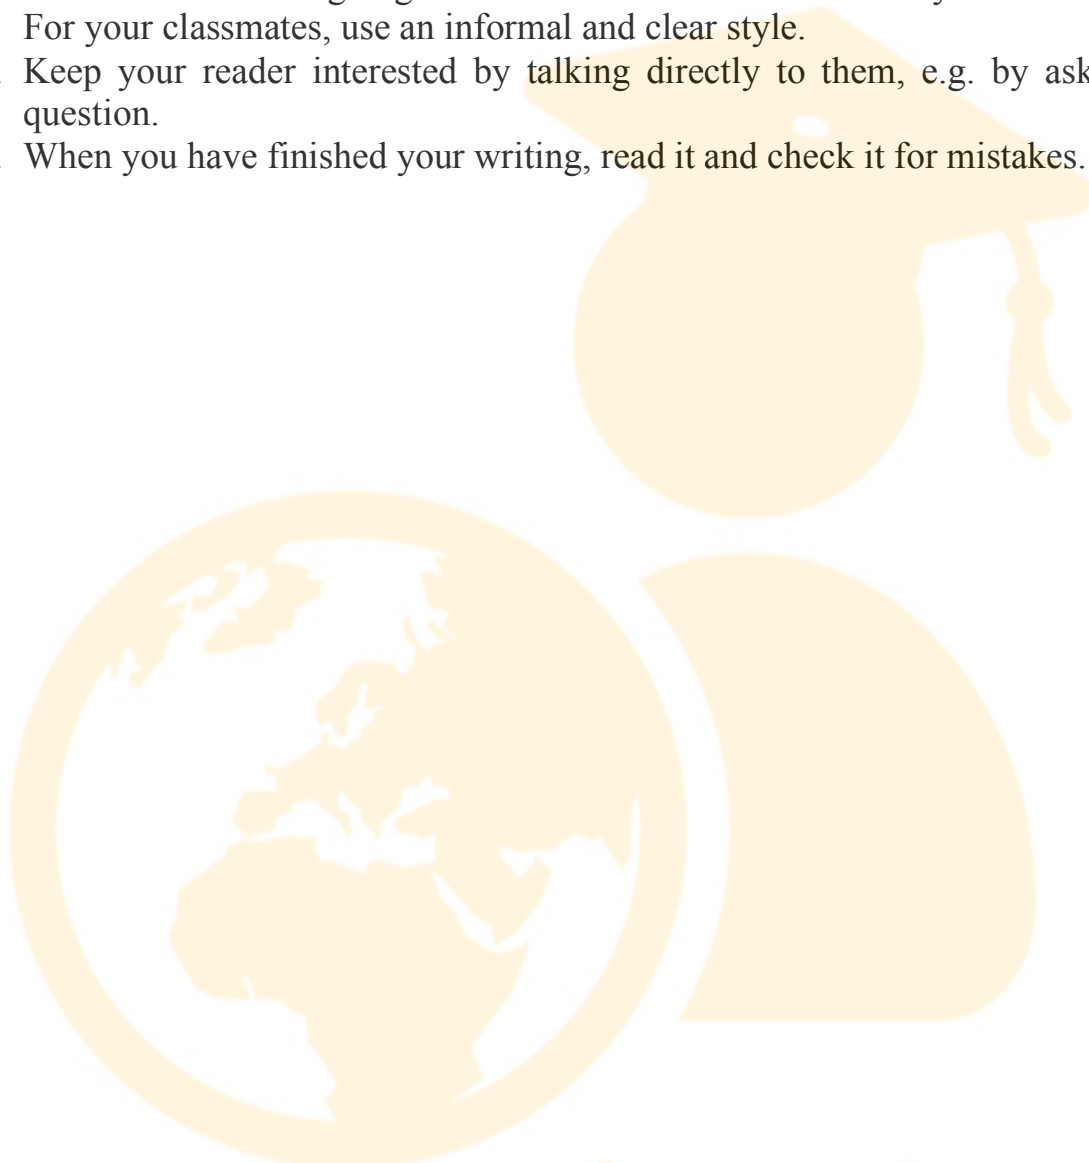 For your classmates, use an informal and clear style.
Keep your reader interested by talking directly to them, e.g. by ask
question.
When you have finished your writing, read it and check it for mistakes.